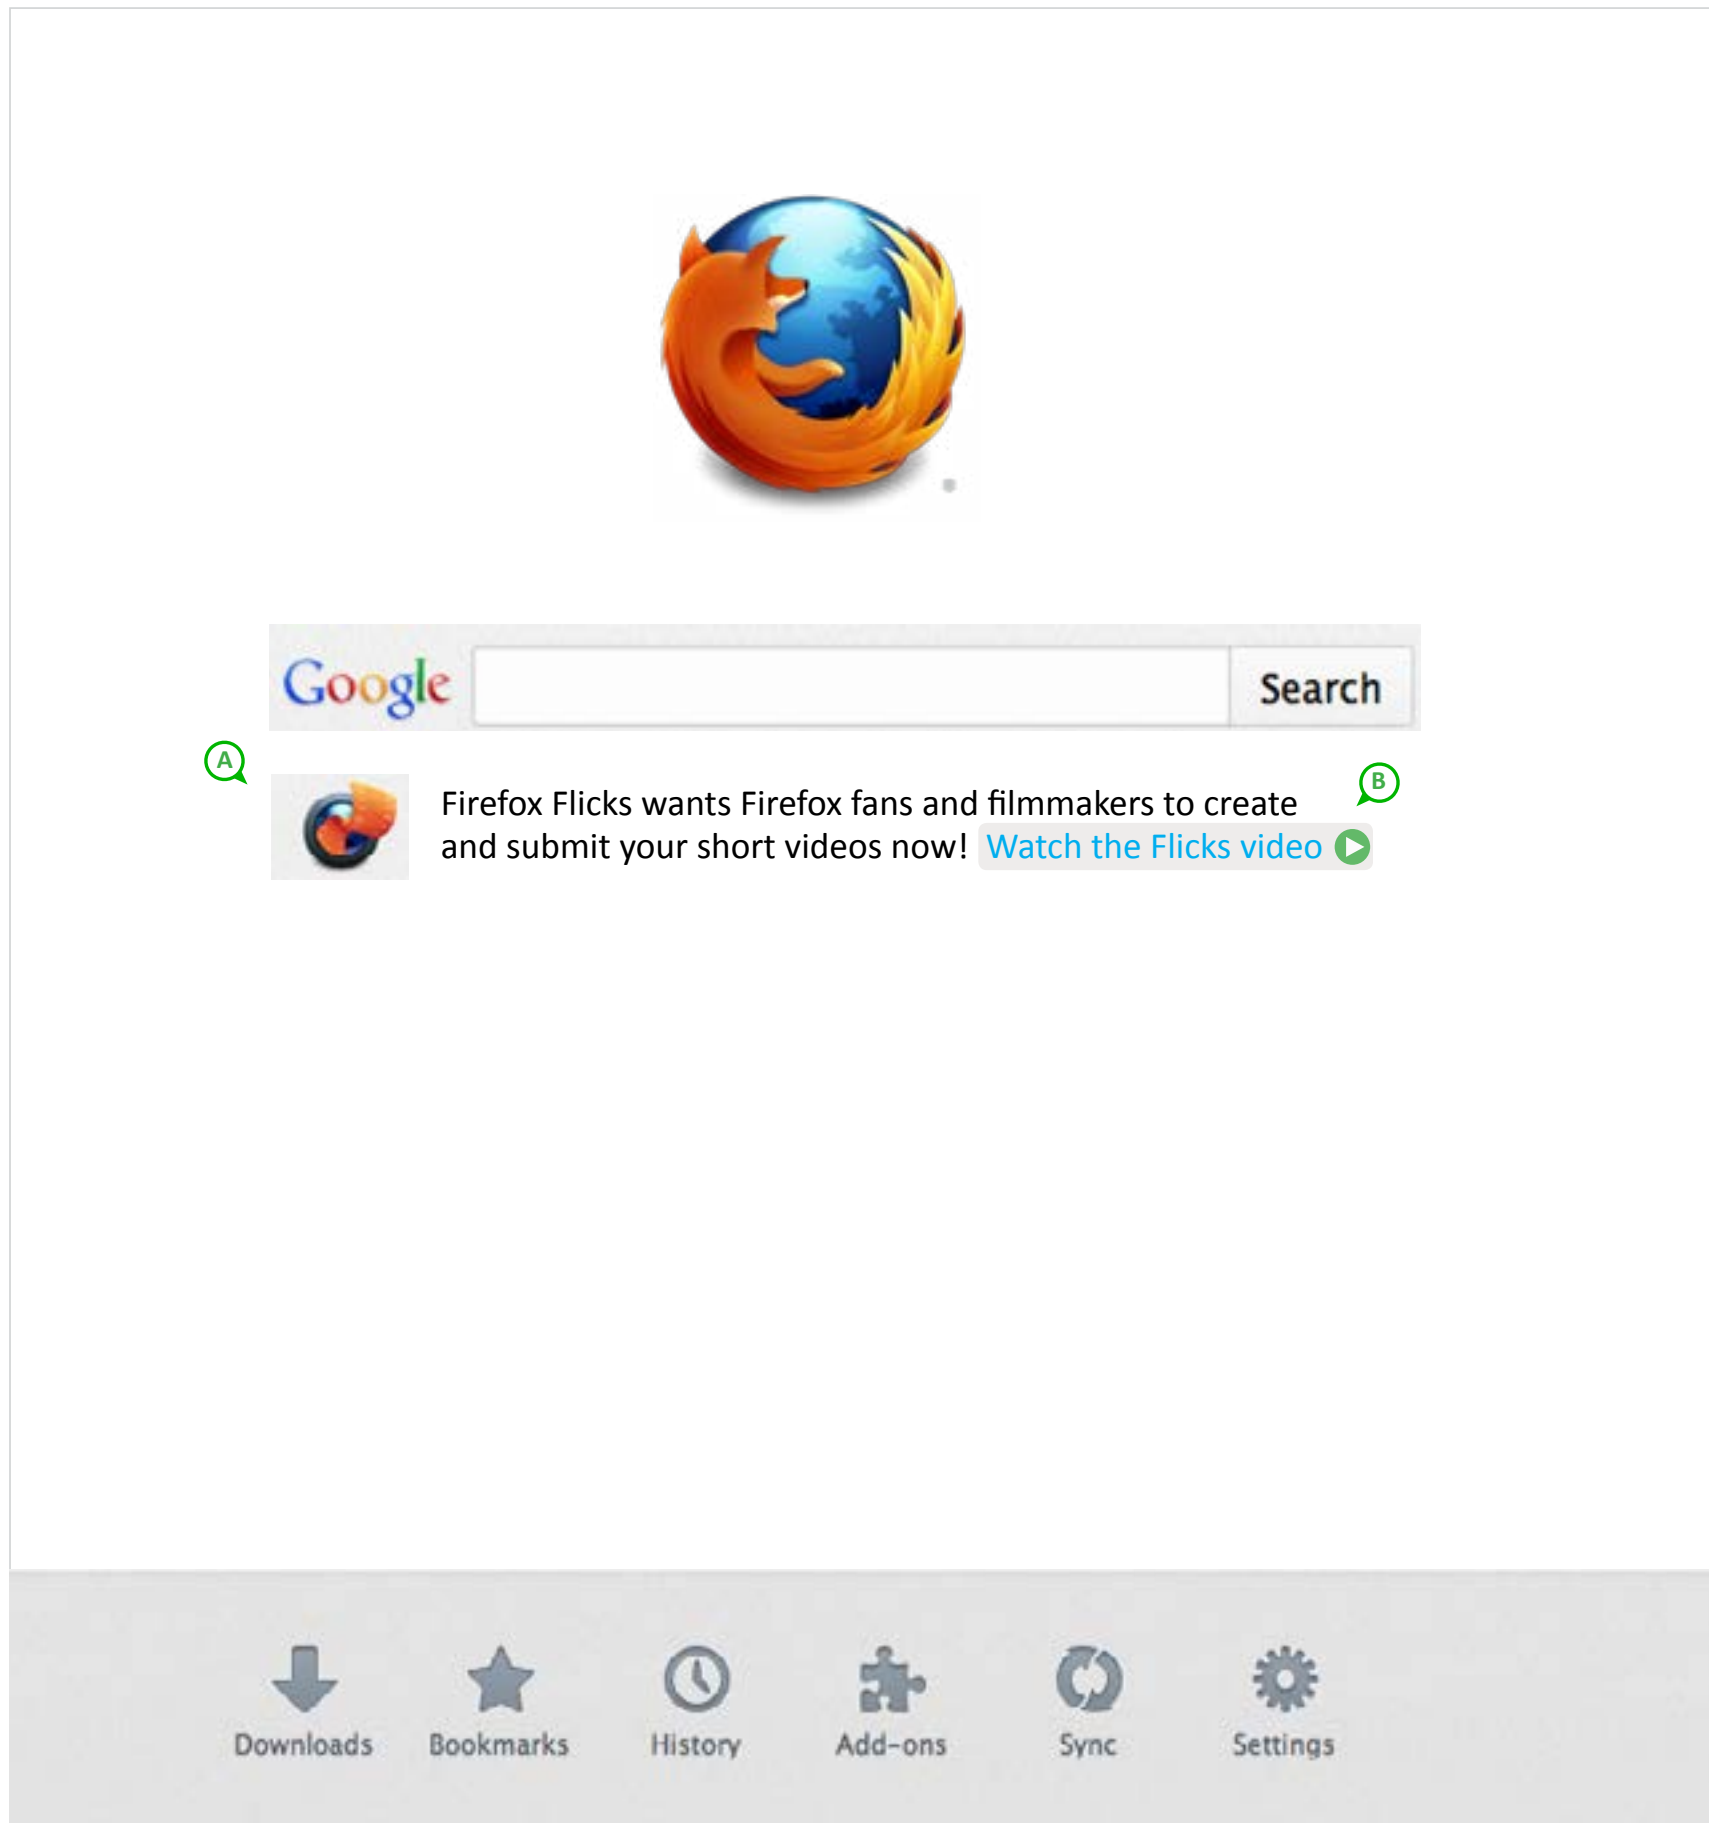 Google Search
A
B
Firefox Flicks wants Firefox fans and filmmakers to create
and submit your short videos now! Watch the Flicks video
Downloads Bookmarks History Add-ons Sync Settings